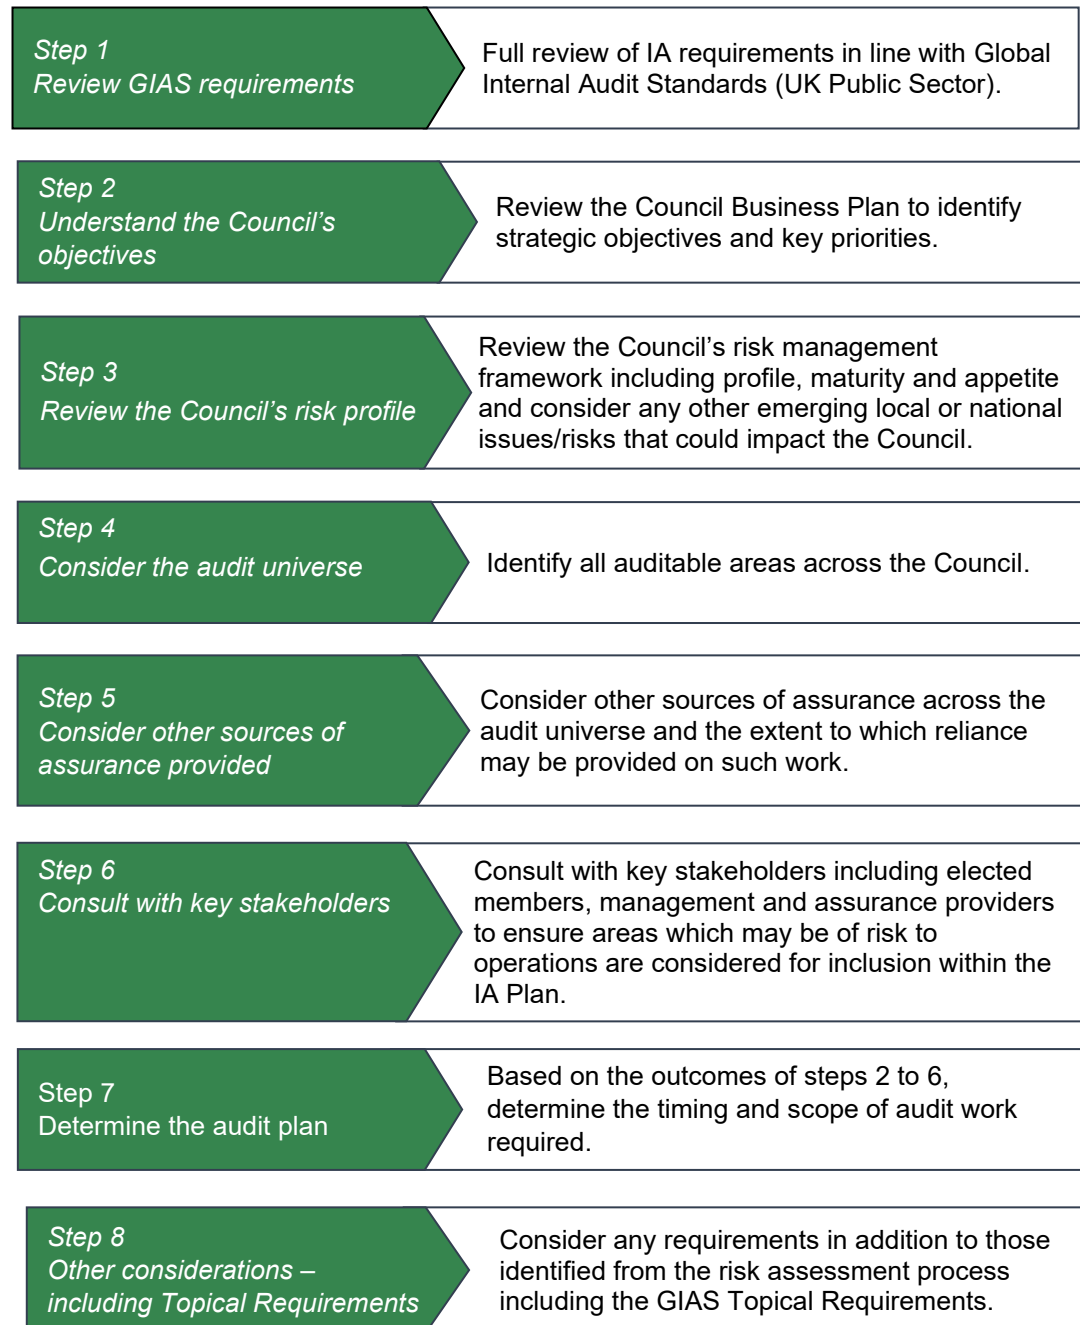 Step 1
Review GIAS requirements
Full review of IA requirements in line with Global
Internal Audit Standards (UK Public Sector).
Step 2
Understand the Council’s
objectives
Review the Council Business Plan to identify
strategic objectives and key priorities.
Step 3
Review the Council’s risk profile
Review the Council’s risk management
framework including profile, maturity and appetite
and consider any other emerging local or national
issues/risks that could impact the Council.
Step 4
Consider the audit universe
Identify all auditable areas across the Council.
Step 5
Consider other sources of
assurance provided
Consider other sources of assurance across the
audit universe and the extent to which reliance
may be provided on such work.
Step 6
Consult with key stakeholders
Consult with key stakeholders including elected
members, management and assurance providers
to ensure areas which may be of risk to
operations are considered for inclusion within the
IA Plan.
Step 7
Determine the audit plan
Based on the outcomes of steps 2 to 6,
determine the timing and scope of audit work
required.
Step 8
Other considerations –
including Topical Requirements
Consider any requirements in addition to those
identified from the risk assessment process
including the GIAS Topical Requirements.